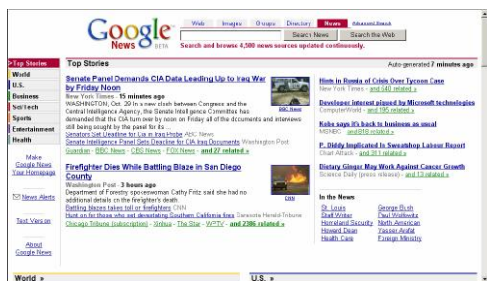 Google
News BETA
Web Images Groups Directory News Advanced Search
Search News Search the Web
Search and browse 4,500 news sources updated continuously.
>Top Stories
World
U.S.
Business
Sci/Tech
Sports
Entertainment
Health
Make
Google News
Your Homepage
News Alerts
Text Version
About
Google News
Top Stories
Auto-generated 7 minutes ago
Senate Panel Demands CIA Data Leading Up to Iraq War
by Friday Noon
New York Times - 15 minutes ago
WASHINGTON, Oct. 30 In a new clash between Congress and the
Central Intelligence Agency, the Senate Intelligence Committee has
demanded that the CIA turn over by noon on Friday all of the documents and interviews
still being sought by the panel for its ...
Senators Set Deadline for Cia in Iraq Probe ABC News
Senate Intelligence Panel Sets Deadline for CIA Iraq Documents Washington Post
Guardian - BBC News - CBS News - FOX News - and 27 related »
BBC News
Firefighter Dies While Battling Blaze in San Diego
County
Washington Post - 3 hours ago
Department of Forestry spokeswoman Cathy Fritz said she had no
additional details on the firefighter's death.
Battling blazes takes toll or firefighters CNN
Hunt on for those who set devastating Southern California fires Sarasota Herald-Tribune
Chicago Tribune (subscription) - Xinhua - The Star - WPTV - and 2386 related »
CNN
Hints in Russia of Crisis Over Tycoon Case
New York Times - and 640 related »
Developer interest piqued by Microsoft technologies
ComputerWorld - and 195 related »
Kobe says it's back to business as usual
MSNBC - and 818 related »
P. Diddy Implicated in Sweatshop Labour Report
Chart Attack - and 311 related »
Dietary Ginger May Work Against Cancer Growth
Science Daily (press release) - and 13 related »
In the News
St. Louis George Bush
Staff Writer Paul Wolfowitz
Homeland Security North American
Howard Dean Yasser Arafat
Health Care Foreign Ministry
World »
U.S. »